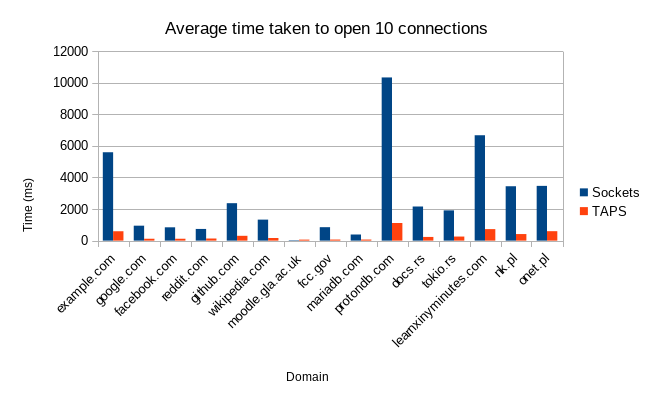 Average time taken to open 10 connections
12000
10000
8000
6000
4000
2000
0
Time (ms)
Sockets
TAPS
example.com
google.com
facebook.com
reddit.com
github.com
wikipedia.com
moodle.gla.ac.uk
fcc.gov
mariadb.com
protondb.com
docs.rs
tokio.rs
learnxinyminutes.com
nk.pl
onet.pl
Domain